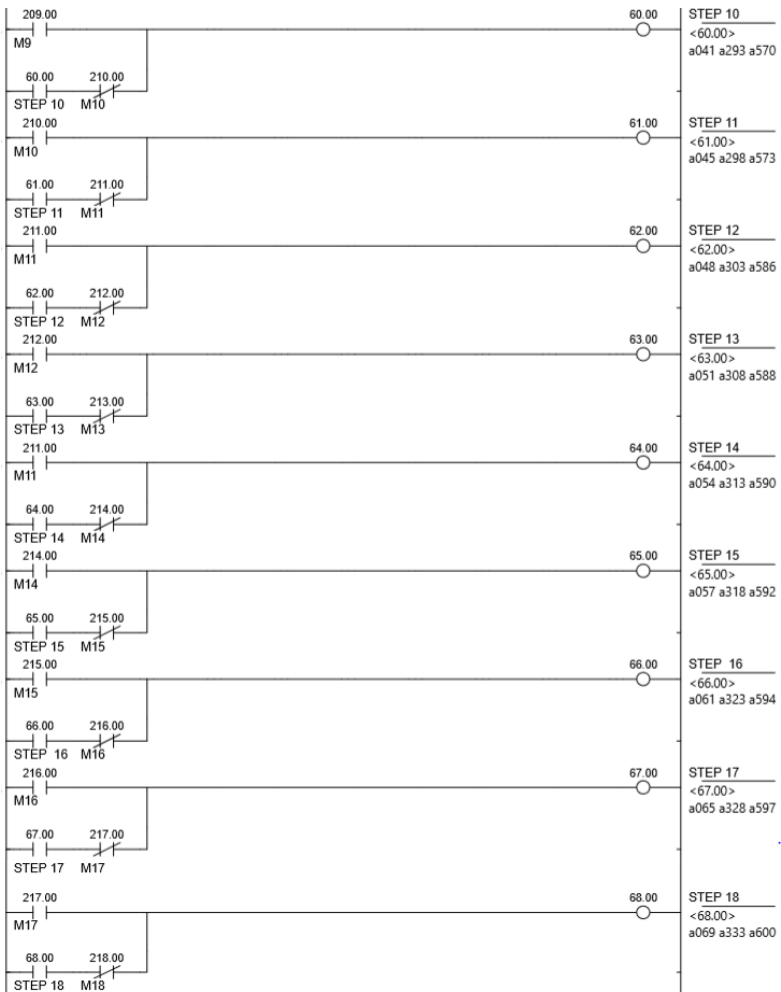 209.00 60.00 STEP 10
M9 <60.00>
a041 a293 a570
60.00 210.00
STEP 10 M10
210.00 61.00 STEP 11
M10 <61.00>
a045 a298 a573
61.00 211.00
STEP 11 M11
211.00 62.00 STEP 12
M11 <62.00>
a048 a303 a586
62.00 212.00
STEP 12 M12
212.00 63.00 STEP 13
M12 <63.00>
a051 a308 a588
63.00 213.00
STEP 13 M13
211.00 64.00 STEP 14
M11 <64.00>
a054 a313 a590
64.00 214.00
STEP 14 M14
214.00 65.00 STEP 15
M14 <65.00>
a057 a318 a592
65.00 215.00
STEP 15 M15
215.00 66.00 STEP 16
M15 <66.00>
a061 a323 a594
66.00 216.00
STEP 16 M16
216.00 67.00 STEP 17
M16 <67.00>
a065 a328 a597
67.00 217.00
STEP 17 M17
217.00 68.00 STEP 18
M17 <68.00>
a069 a333 a600
68.00 218.00
STEP 18 M18